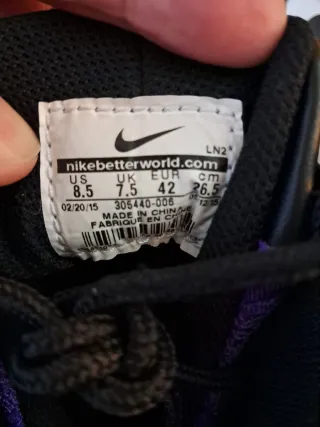 LN2
nikebetterworld.com
US UK EUR cm
8.5 7.5 42 26.5
02/20/15 305440-006
MADE IN CHINA
FABRIQUE EN